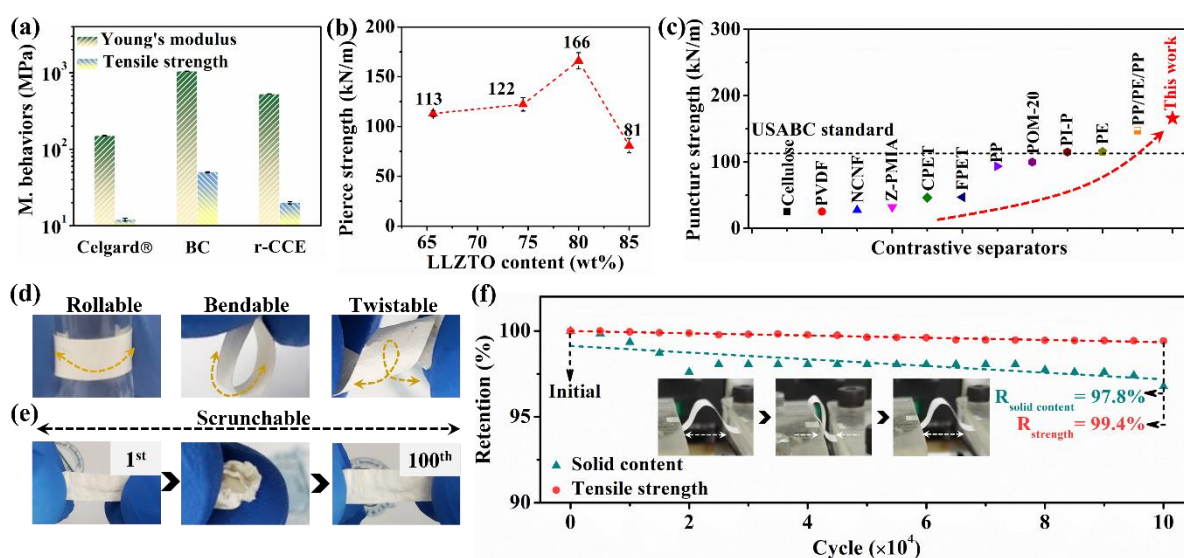 (a)
M. behaviors (MPa)
Young's modulus
Tensile strength
10³
10²
10¹
Celgard®
BC
r-CCE
(b)
Pierce strength (kN/m)
200
150
100
50
0
113
122
166
81
65
70
75
80
85
LLZTO content (wt%)
(c)
Puncture strength (kN/m)
300
200
100
0
USABC standard
Cellulose
PVDF
NCNF
Z-PMIA
CPET
FPET
PP
POM-20
PI-P
PE
PP/PE/PP
This work
Contrastive separators
(d)
Rollable
Bendable
Twistable
(e)
Scrunchable
1st
100th
(f)
Retention (%)
100
95
90
Initial
R solid content = 97.8%
R strength = 99.4%
Solid content
Tensile strength
0
2
4
6
8
10
Cycle (×10⁴)